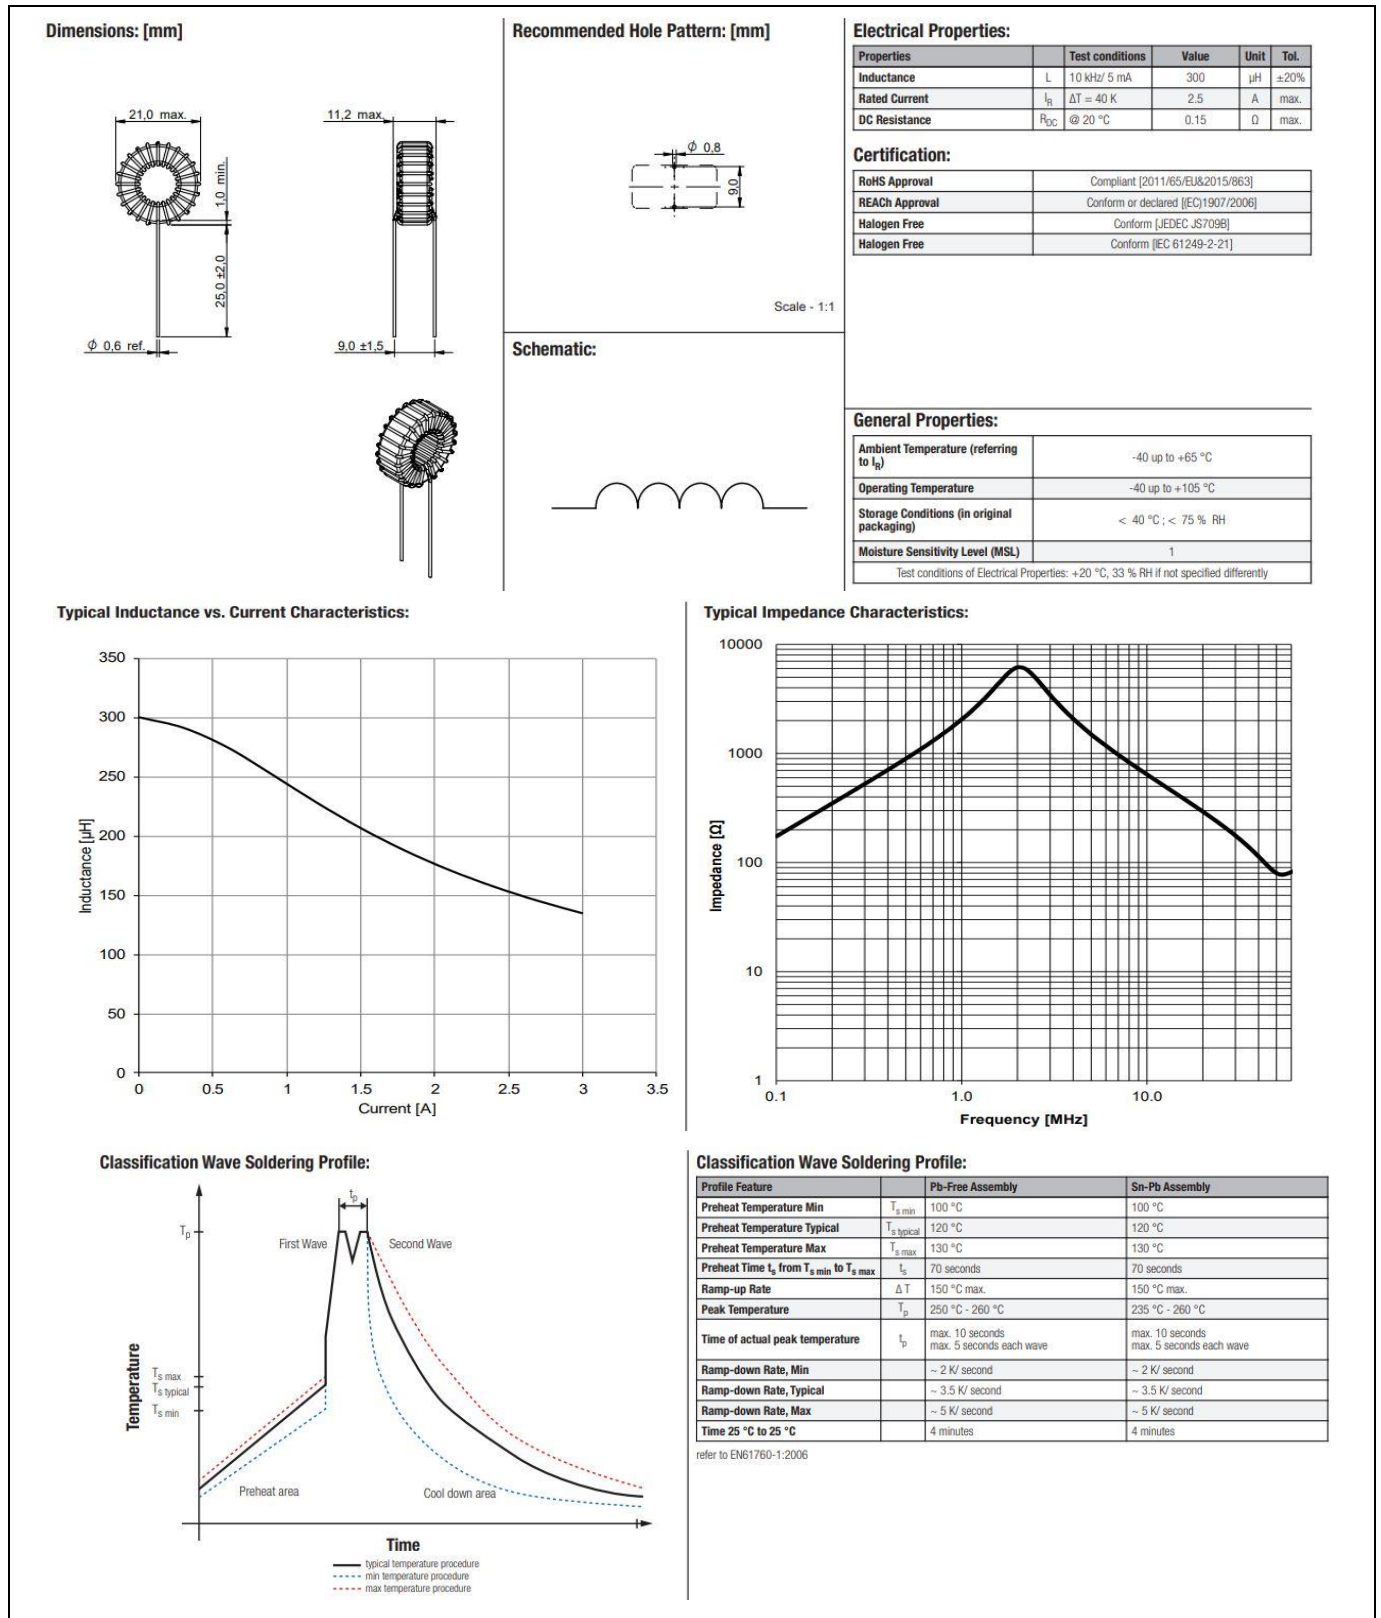 Dimensions: [mm]
21,0 max.
11,2 max.
1,0 min.
25,0 ±2,0
ϕ 0,6 ref.
9,0 ±1,5
Recommended Hole Pattern: [mm]
ϕ 0,8
9,0
Scale - 1:1
Schematic:
Electrical Properties:
Properties Test conditions Value Unit Tol.
Inductance L 10 kHz/ 5 mA 300 µH ±20%
Rated Current IR ΔT = 40 K 2.5 A max.
DC Resistance RDC @ 20 °C 0.15 Ω max.
Certification:
RoHS Approval Compliant [2011/65/EU&2015/863]
REACh Approval Conform or declared [(EC)1907/2006]
Halogen Free Conform [JEDEC JS709B]
Halogen Free Conform [IEC 61249-2-21]
General Properties:
Ambient Temperature (referring
to IR) -40 up to +65 °C
Operating Temperature -40 up to +105 °C
Storage Conditions (in original
packaging) < 40 °C ; < 75 % RH
Moisture Sensitivity Level (MSL) 1
Test conditions of Electrical Properties: +20 °C, 33 % RH if not specified differently
Typical Inductance vs. Current Characteristics:
350
300
250
200
150
100
50
0
Inductance [µH]
0 0.5 1 1.5 2 2.5 3 3.5
Current [A]
Typical Impedance Characteristics:
10000
1000
100
10
1
Impedance [Ω]
0.1 1.0 10.0
Frequency [MHz]
Classification Wave Soldering Profile:
tp
Tp
First Wave Second Wave
Temperature
Ts max
Ts typical
Ts min
Preheat area Cool down area
Time
typical temperature procedure
min temperature procedure
max temperature procedure
Classification Wave Soldering Profile:
Profile Feature Pb-Free Assembly Sn-Pb Assembly
Preheat Temperature Min Ts min 100 °C 100 °C
Preheat Temperature Typical Ts typical 120 °C 120 °C
Preheat Temperature Max Ts max 130 °C 130 °C
Preheat Time ts from Ts min to Ts max ts 70 seconds 70 seconds
Ramp-up Rate Δ T 150 °C max. 150 °C max.
Peak Temperature Tp 250 °C - 260 °C 235 °C - 260 °C
Time of actual peak temperature tp max. 10 seconds max. 10 seconds
max. 5 seconds each wave max. 5 seconds each wave
Ramp-down Rate, Min ~ 2 K/ second ~ 2 K/ second
Ramp-down Rate, Typical ~ 3.5 K/ second ~ 3.5 K/ second
Ramp-down Rate, Max ~ 5 K/ second ~ 5 K/ second
Time 25 °C to 25 °C 4 minutes 4 minutes
refer to EN61760-1:2006